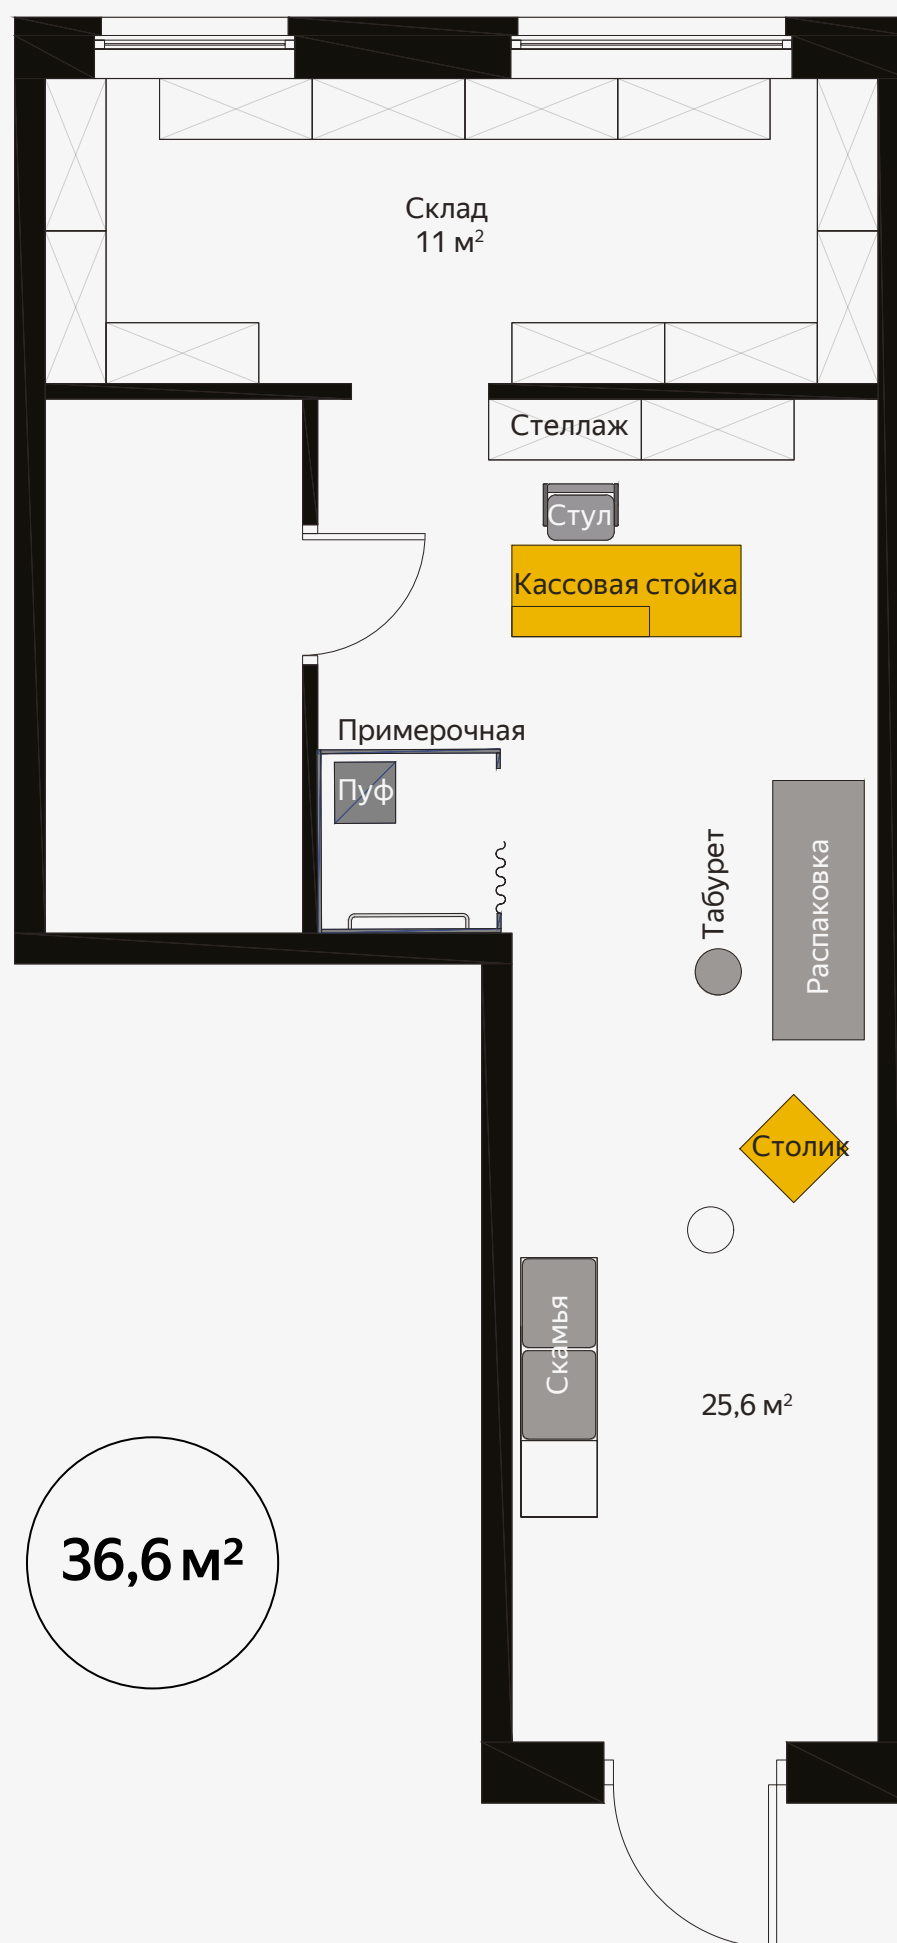 Склад
11 м²
Стеллаж
Стул
Кассовая стойка
Примерочная
Пуф
Табурет
Распаковка
Столик
Скамья
25,6 м²
36,6 м²